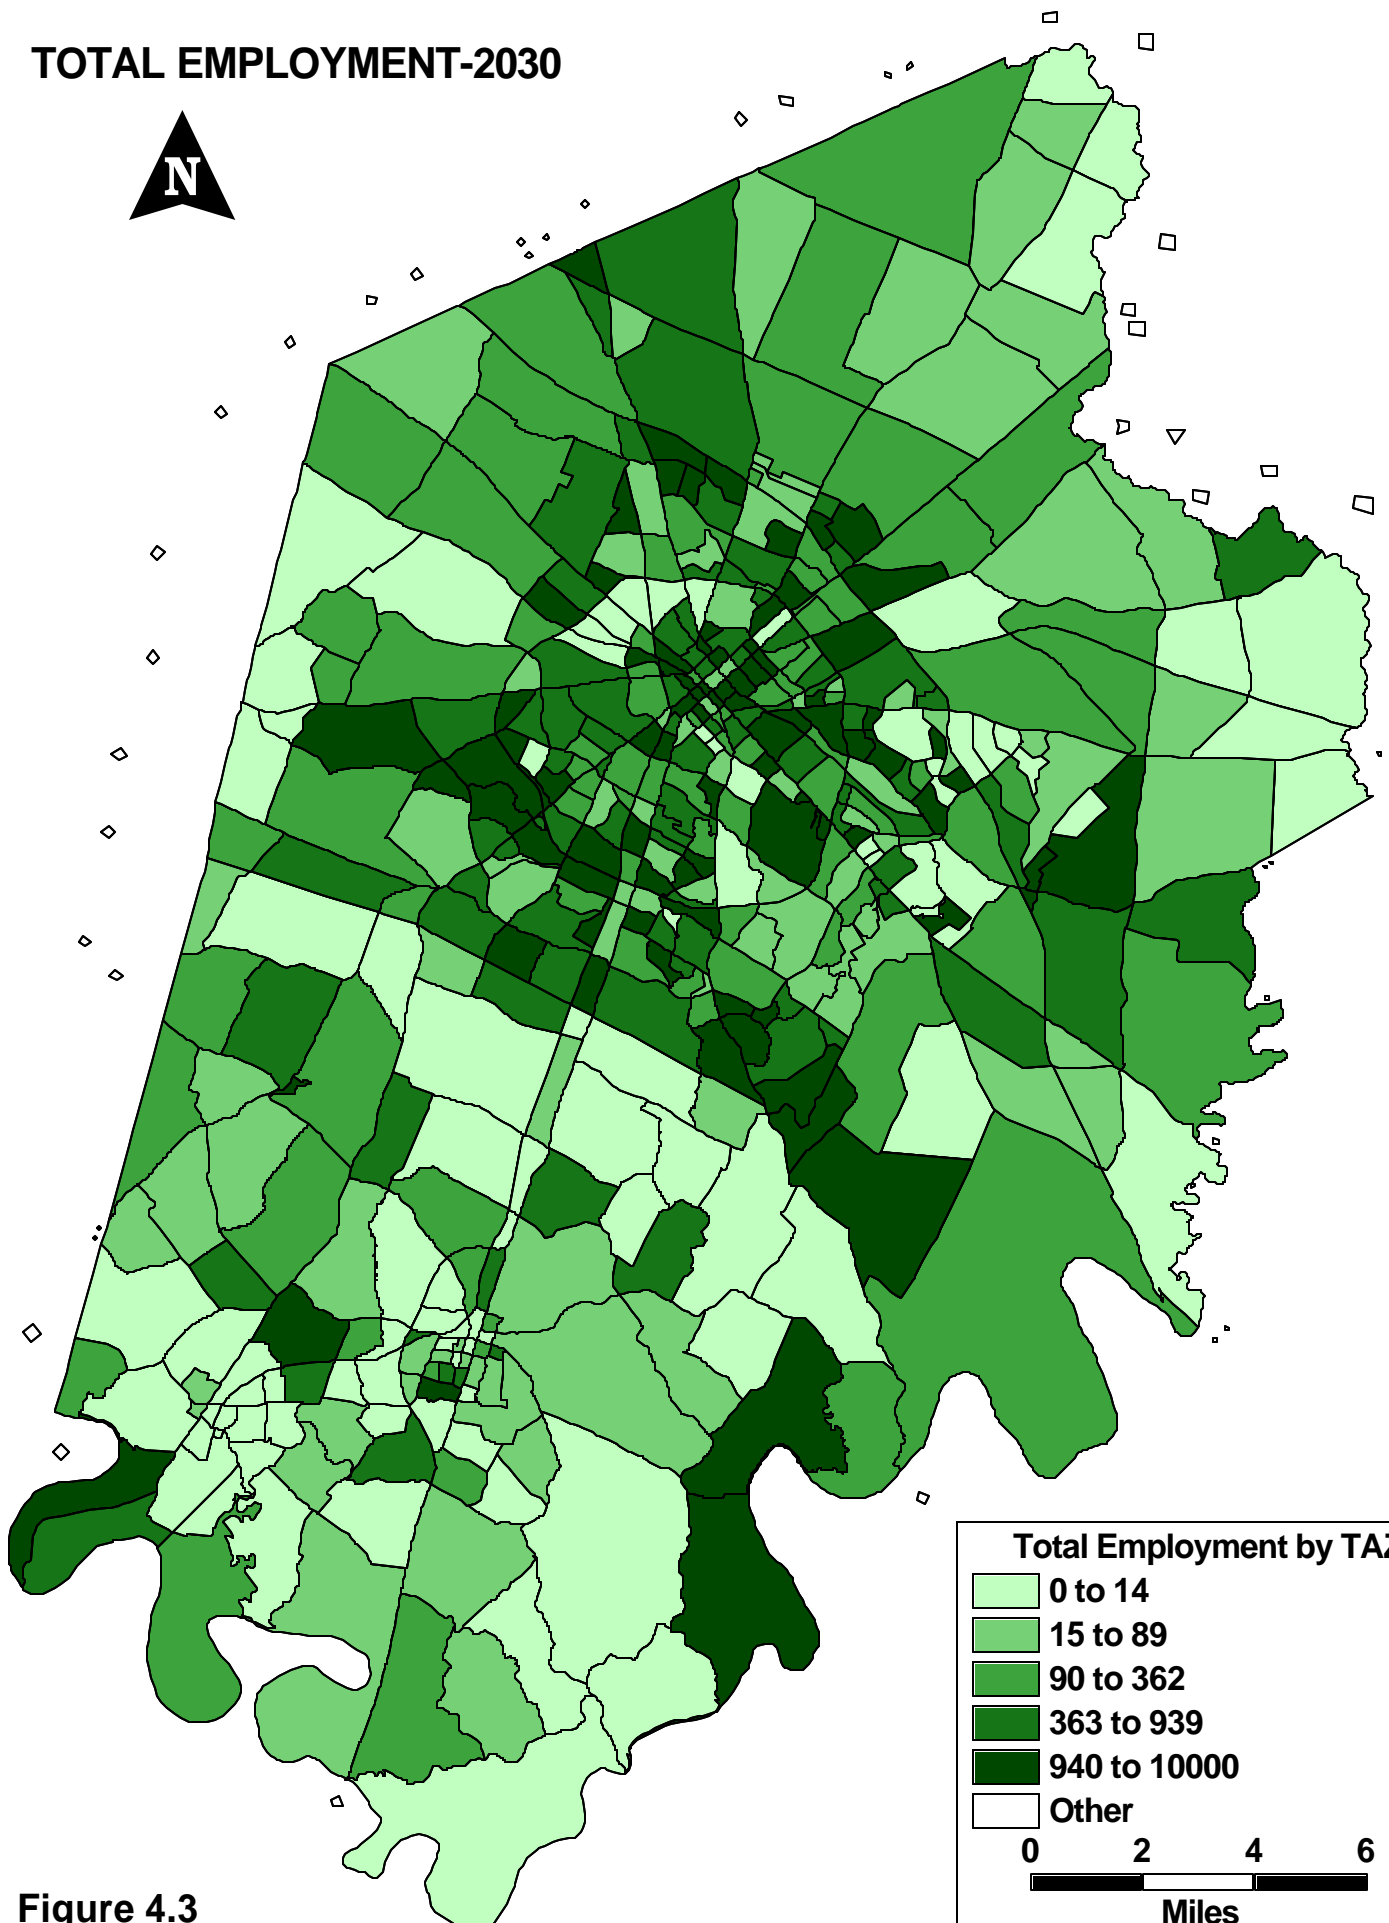 TOTAL EMPLOYMENT-2030
N
Total Employment by TAZ
0 to 14
15 to 89
90 to 362
363 to 939
940 to 10000
Other
0 2 4 6
Miles
Figure 4.3